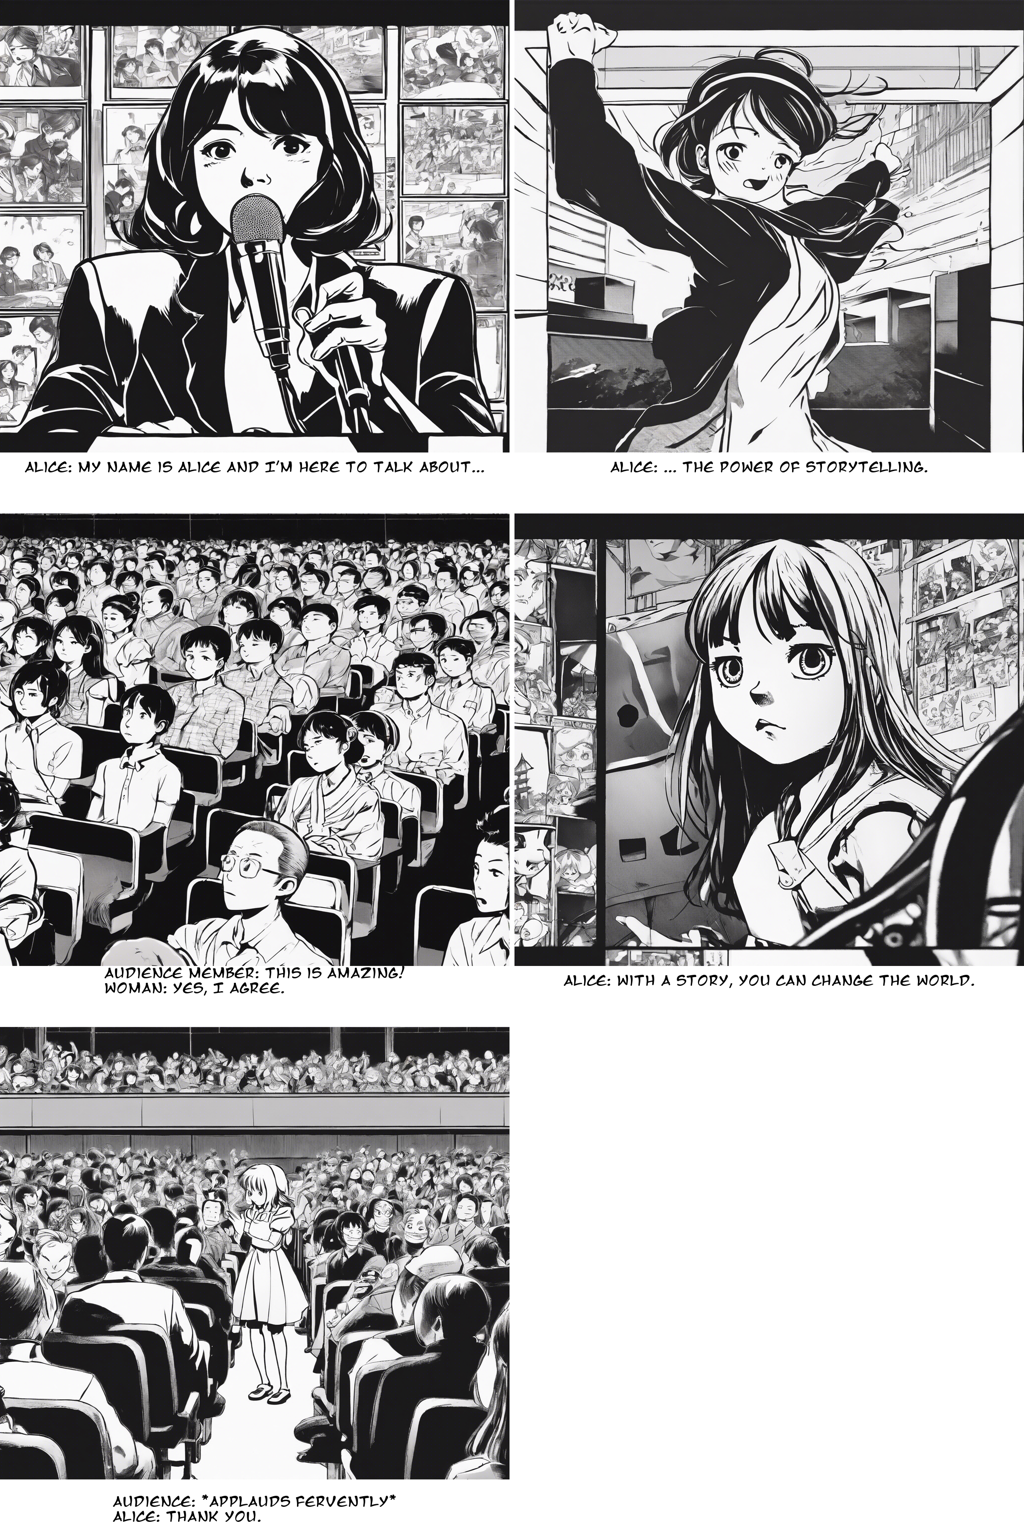 ALICE: MY NAME IS ALICE AND I'M HERE TO TALK ABOUT...
ALICE: ... THE POWER OF STORYTELLING.
AUDIENCE MEMBER: THIS IS AMAZING!
WOMAN: YES, I AGREE.
ALICE: WITH A STORY, YOU CAN CHANGE THE WORLD.
AUDIENCE: *APPLAUDS FERVENTLY*
ALICE: THANK YOU.